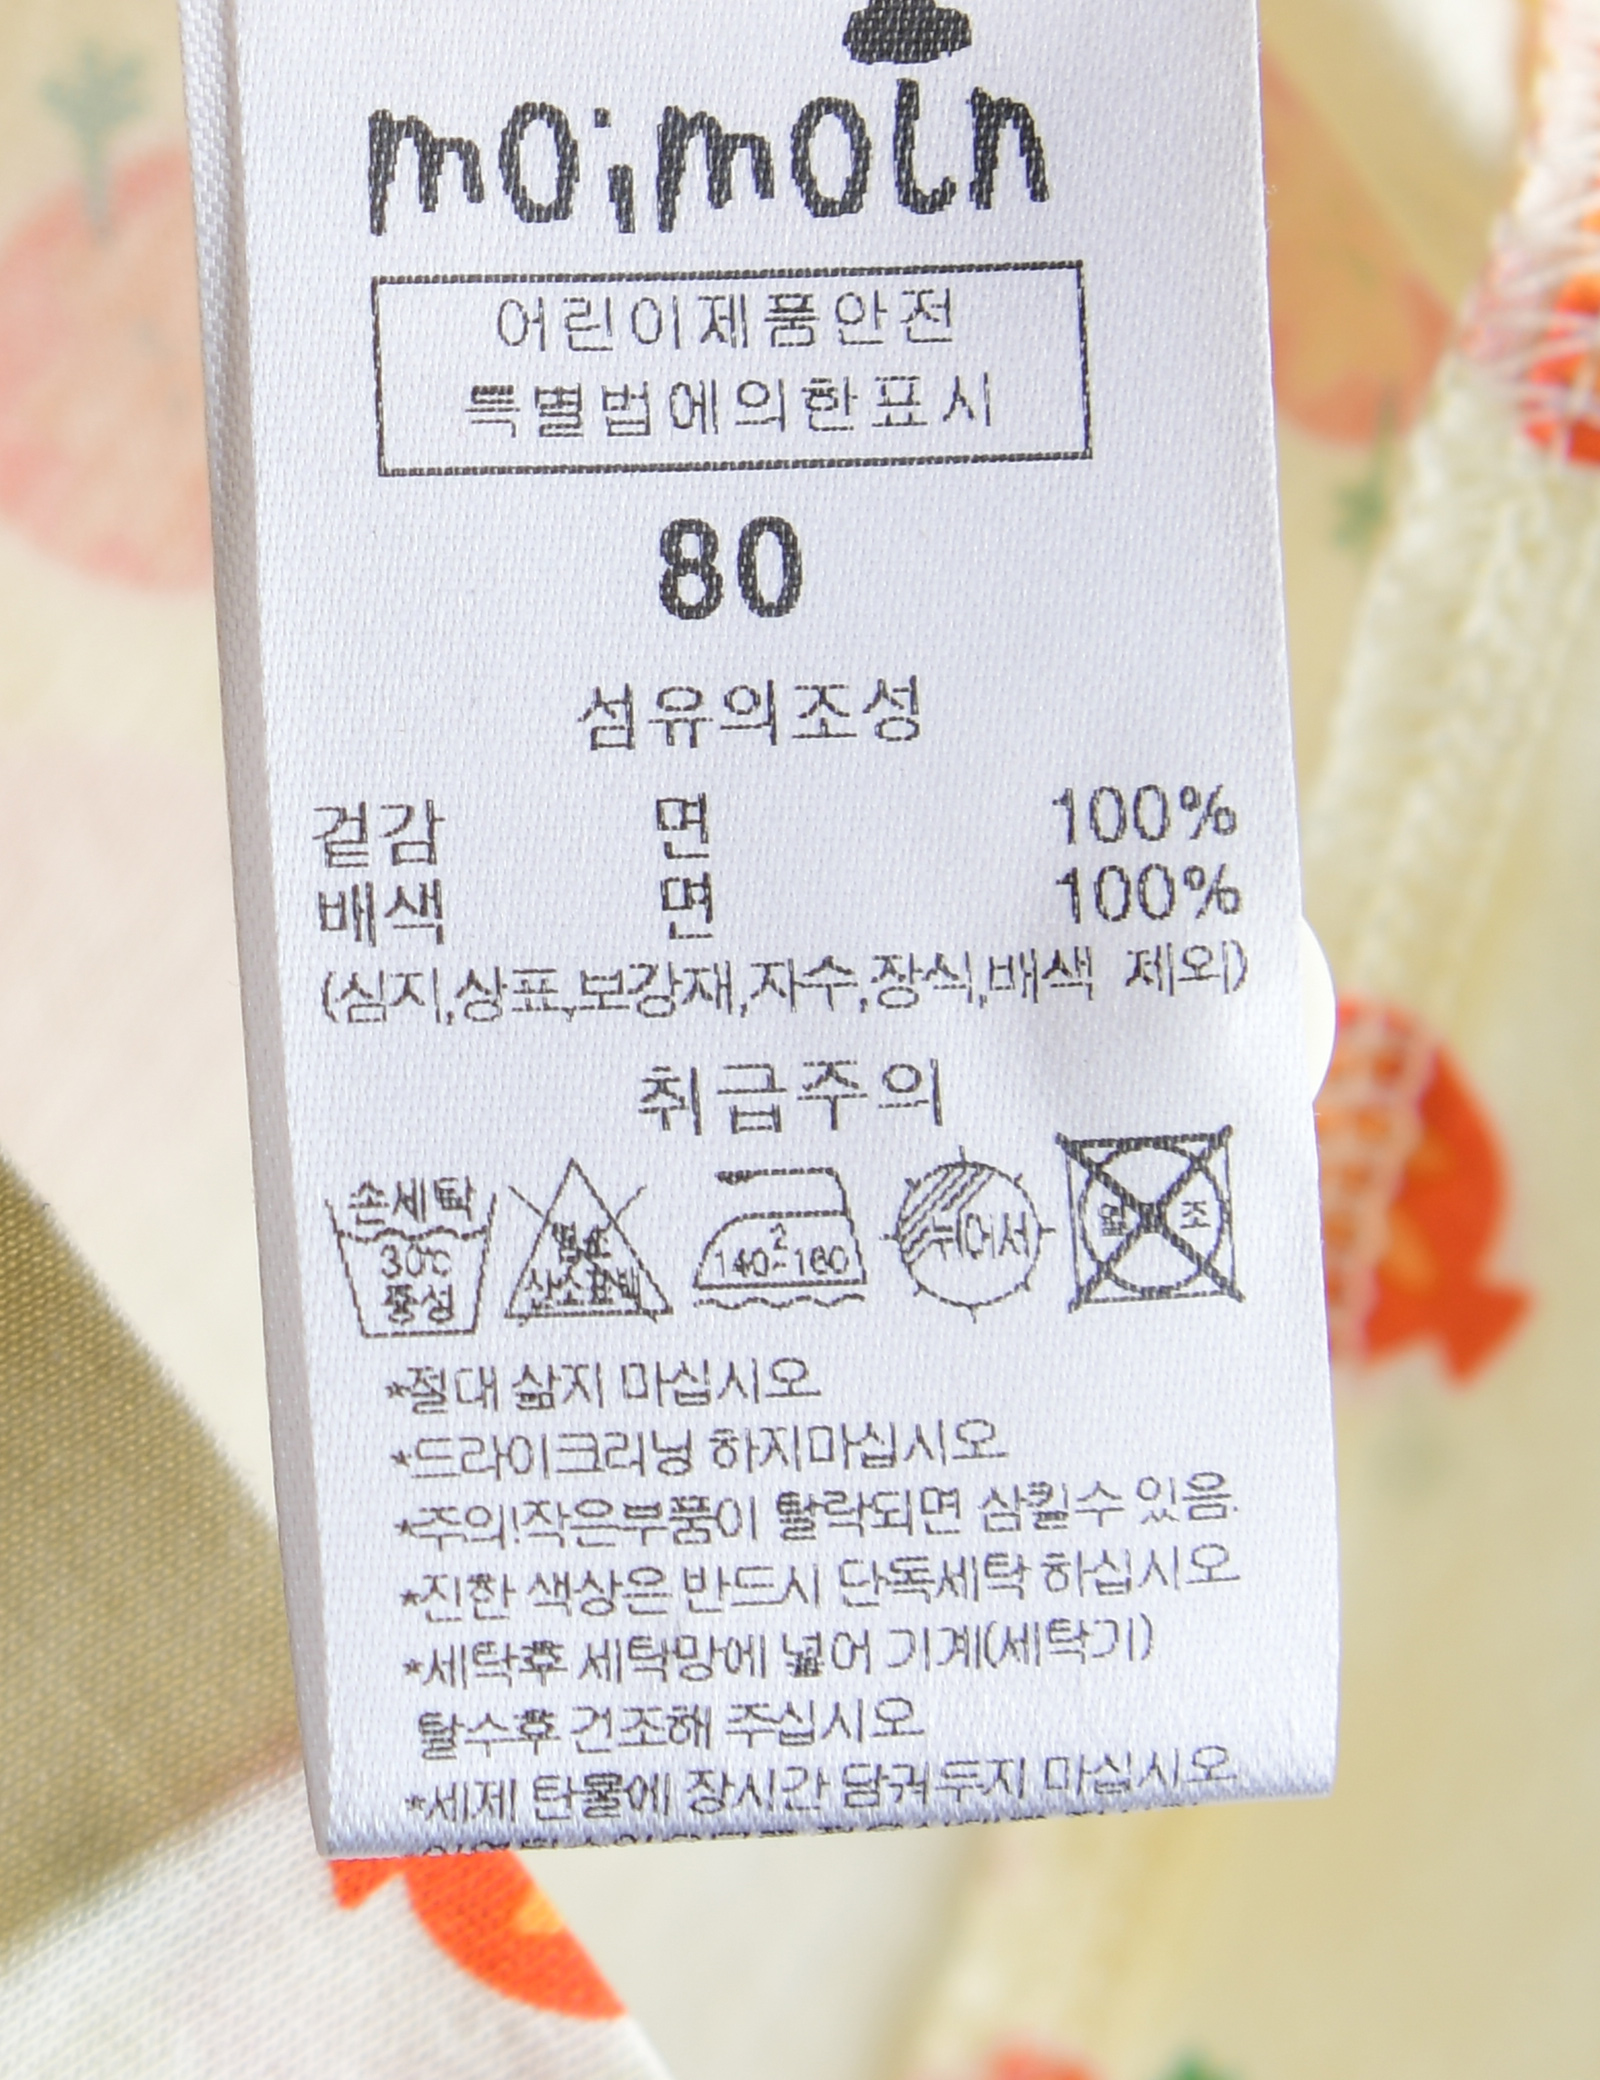 moimoln
어린이제품안전
특별법에의한표시
80
섬유의조성
겉감 면 100%
배색 면 100%
(심지,상표,보강재,자수,장식,배색 제외)
취급주의
손세탁
30℃
중성
염소
산소표백
2
140~160
뉘어서
조
*절대 삶지 마십시오
*드라이크리닝 하지마십시오
*주의!작은부품이 탈락되면 삼킬수 있음.
*진한 색상은 반드시 단독세탁 하십시오
*세탁후 세탁망에 넣어 기계(세탁기)
탈수후 건조해 주십시오
*세제 탄물에 장시간 담궈두지 마십시오